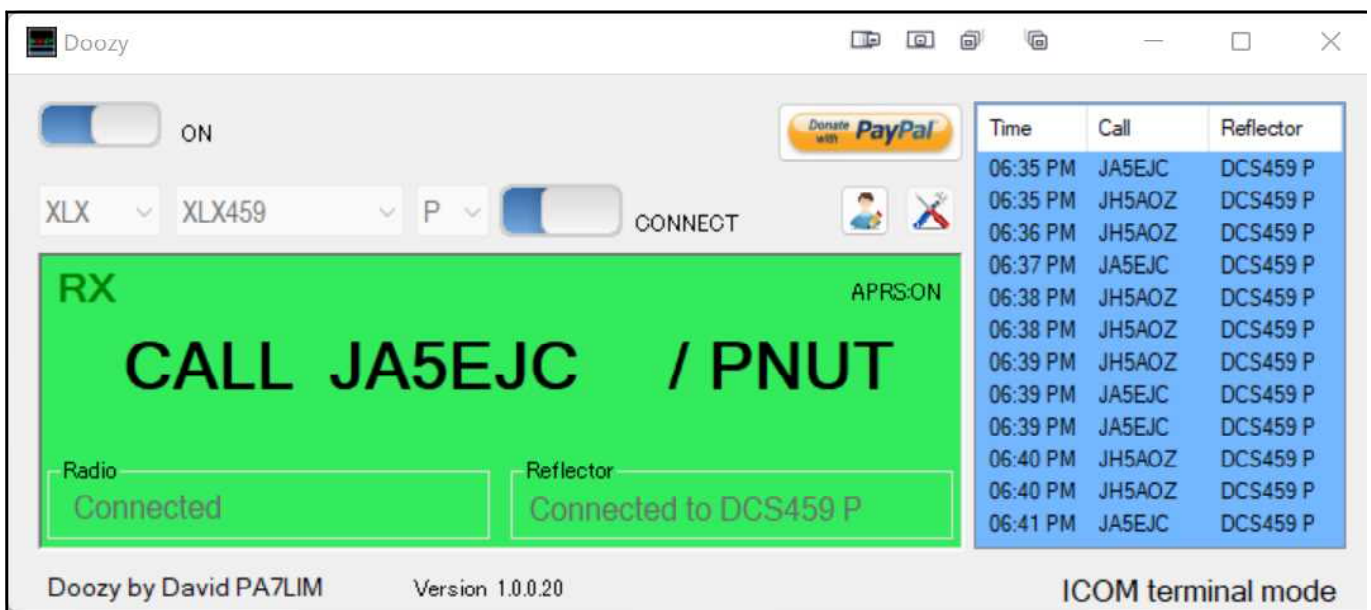 Doozy
ON
Donate with PayPal
XLX XLX459 P CONNECT
RX
APRS:ON
CALL JA5EJC / PNUT
Radio
Connected
Reflector
Connected to DCS459 P
Time Call Reflector
06:35 PM JA5EJC DCS459 P
06:35 PM JH5AOZ DCS459 P
06:36 PM JH5AOZ DCS459 P
06:37 PM JA5EJC DCS459 P
06:38 PM JH5AOZ DCS459 P
06:38 PM JH5AOZ DCS459 P
06:39 PM JH5AOZ DCS459 P
06:39 PM JA5EJC DCS459 P
06:39 PM JA5EJC DCS459 P
06:40 PM JH5AOZ DCS459 P
06:40 PM JH5AOZ DCS459 P
06:41 PM JA5EJC DCS459 P
Doozy by David PA7LIM Version 1.0.0.20 ICOM terminal mode